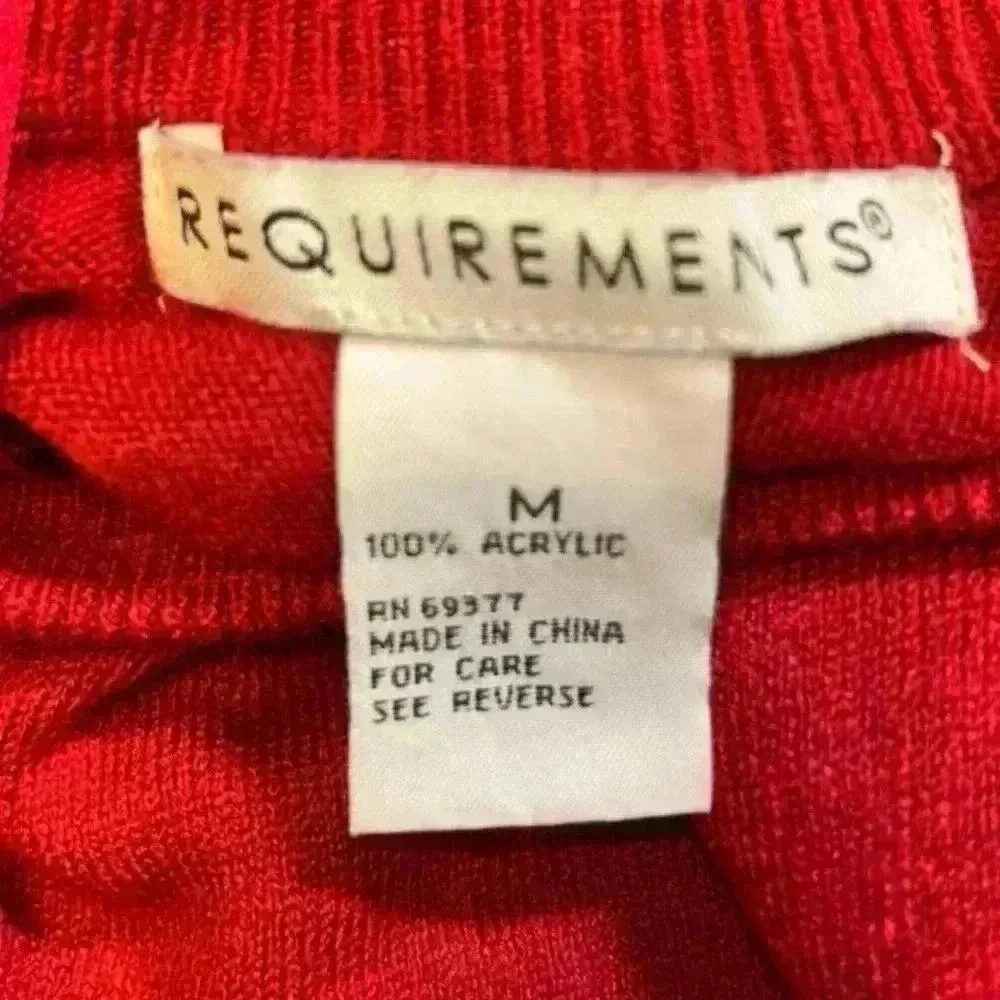 REQUIREMENTS®
M
100% ACRYLIC
RN 69377
MADE IN CHINA
FOR CARE
SEE REVERSE